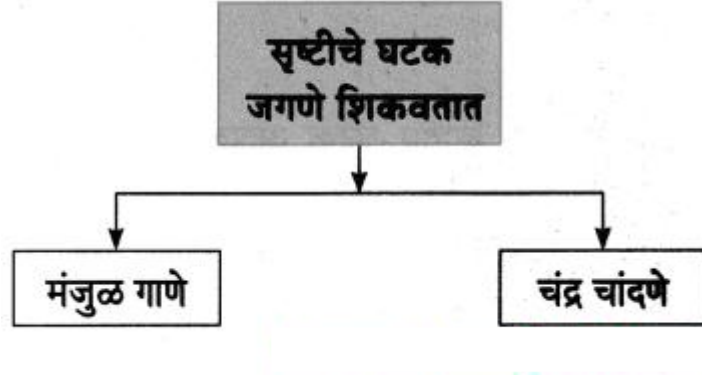 सृष्टीचे घटक
जगणे शिकवतात
मंजुळ गाणे
चंद्र चांदणे